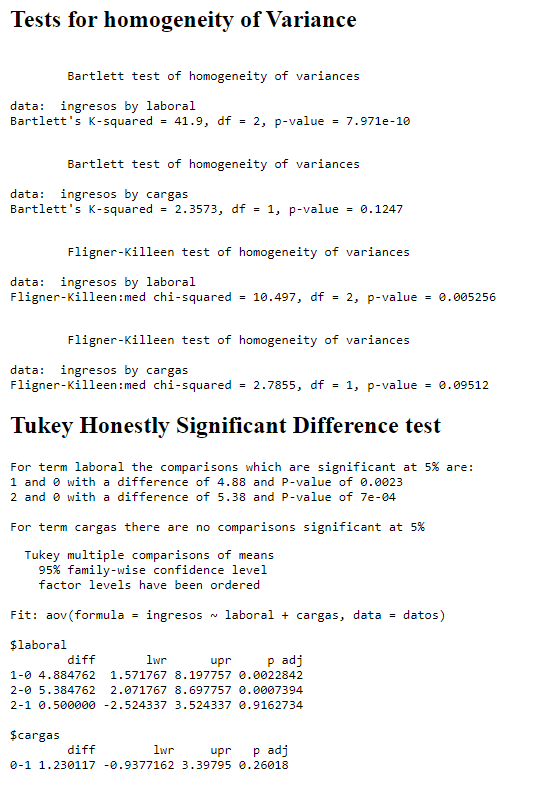 Tests for homogeneity of Variance
Bartlett test of homogeneity of variances
data:  ingresos by laboral
Bartlett's K-squared = 41.9, df = 2, p-value = 7.971e-10
Bartlett test of homogeneity of variances
data:  ingresos by cargas
Bartlett's K-squared = 2.3573, df = 1, p-value = 0.1247
Fligner-Killeen test of homogeneity of variances
data:  ingresos by laboral
Fligner-Killeen:med chi-squared = 10.497, df = 2, p-value = 0.005256
Fligner-Killeen test of homogeneity of variances
data:  ingresos by cargas
Fligner-Killeen:med chi-squared = 2.7855, df = 1, p-value = 0.09512
Tukey Honestly Significant Difference test
For term laboral the comparisons which are significant at 5% are:
1 and 0 with a difference of 4.88 and P-value of 0.0023
2 and 0 with a difference of 5.38 and P-value of 7e-04
For term cargas there are no comparisons significant at 5%
Tukey multiple comparisons of means
95% family-wise confidence level
factor levels have been ordered
Fit: aov(formula = ingresos ~ laboral + cargas, data = datos)
$laboral
diff lwr upr p adj
1-0 4.884762 1.571767 8.197757 0.0022842
2-0 5.384762 2.071767 8.697757 0.0007394
2-1 0.500000 -2.524337 3.524337 0.9162734
$cargas
diff lwr upr p adj
0-1 1.230117 -0.9377162 3.39795 0.26018